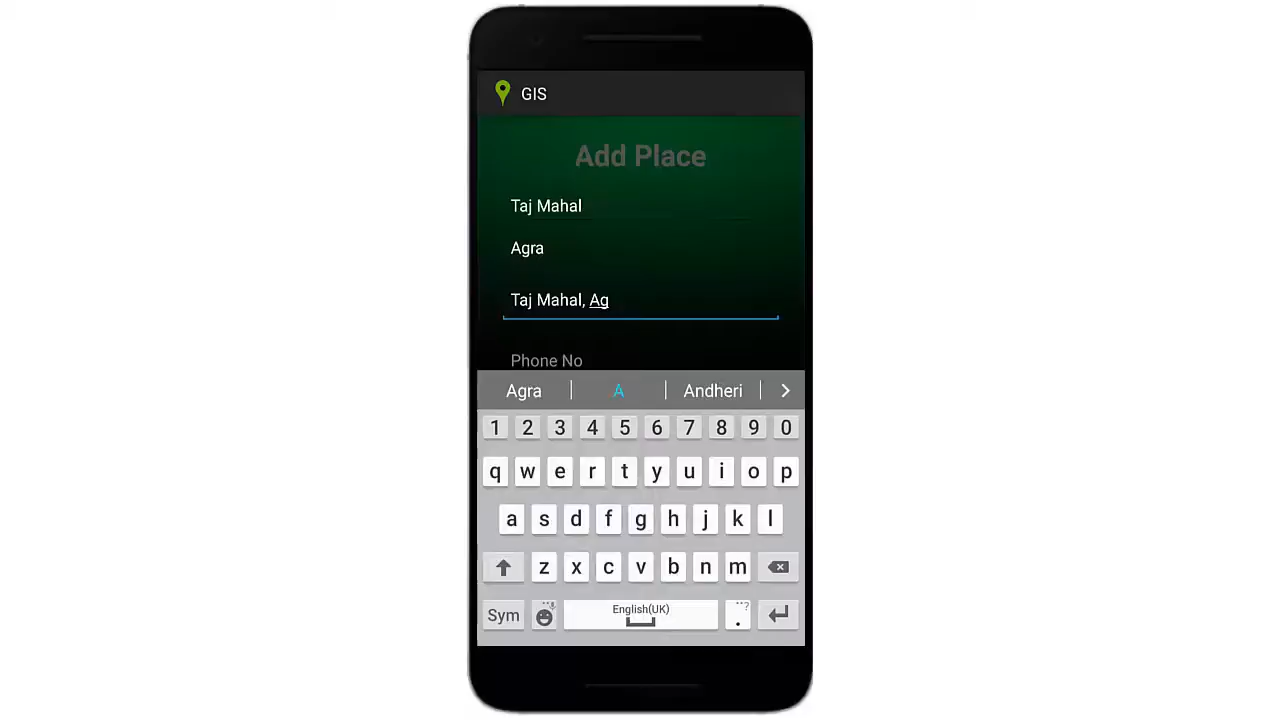 GIS
Add Place
Taj Mahal
Agra
Taj Mahal, Ag
Phone No
Agra A Andheri >
1 2 3 4 5 6 7 8 9 0
q w e r t y u i o p
a s d f g h j k l
z x c v b n m
Sym English(UK) . ?